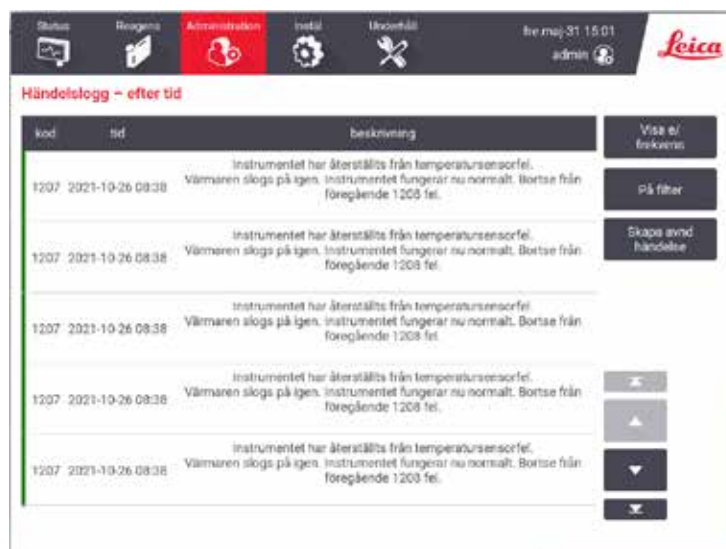 Status Reagens Administration Inställ Underhåll
fre maj-31 15:01
admin
Leica
Händelslogg – efter tid
kod tid beskrivning
Visa e/
frekvens
På filter
Skapa avnd
händelse
Instrumentet har återställts från temperatursensorfel.
1207 2021-10-26 08:38 Värmaren slogs på igen. Instrumentet fungerar nu normalt. Bortse från
föregående 1208 fel.
Instrumentet har återställts från temperatursensorfel.
1207 2021-10-26 08:38 Värmaren slogs på igen. Instrumentet fungerar nu normalt. Bortse från
föregående 1208 fel.
Instrumentet har återställts från temperatursensorfel.
1207 2021-10-26 08:38 Värmaren slogs på igen. Instrumentet fungerar nu normalt. Bortse från
föregående 1208 fel.
Instrumentet har återställts från temperatursensorfel.
1207 2021-10-26 08:38 Värmaren slogs på igen. Instrumentet fungerar nu normalt. Bortse från
föregående 1208 fel.
Instrumentet har återställts från temperatursensorfel.
1207 2021-10-26 08:38 Värmaren slogs på igen. Instrumentet fungerar nu normalt. Bortse från
föregående 1208 fel.